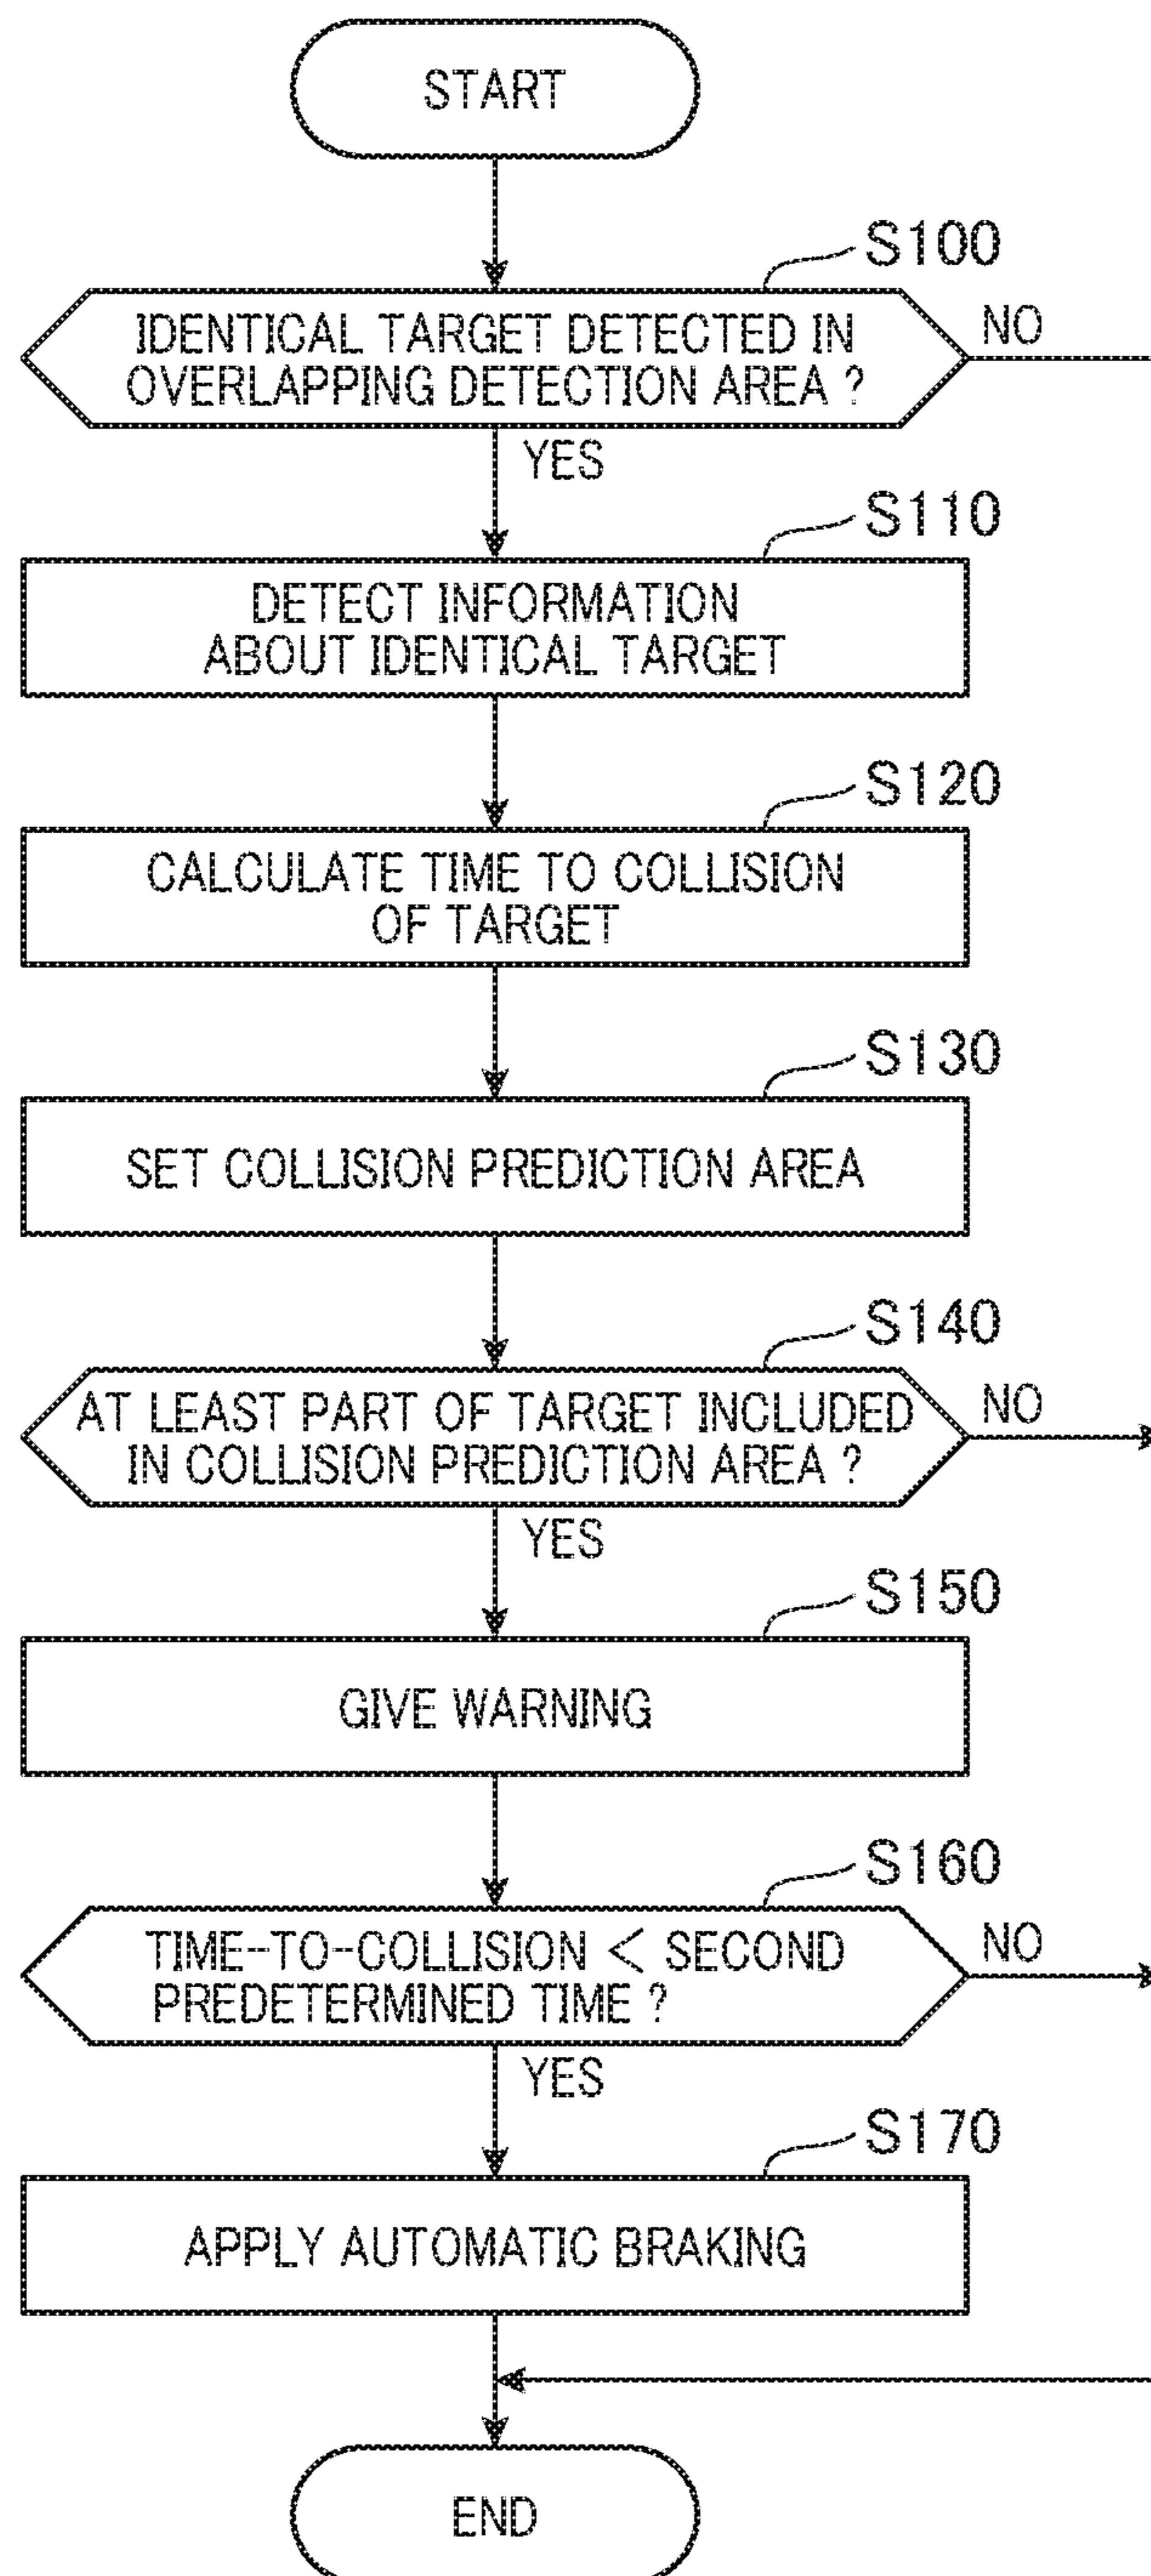 START
S100
IDENTICAL TARGET DETECTED IN
OVERLAPPING DETECTION AREA ?
NO
YES
S110
DETECT INFORMATION
ABOUT IDENTICAL TARGET
S120
CALCULATE TIME TO COLLISION
OF TARGET
S130
SET COLLISION PREDICTION AREA
S140
AT LEAST PART OF TARGET INCLUDED
IN COLLISION PREDICTION AREA ?
NO
YES
S150
GIVE WARNING
S160
TIME-TO-COLLISION < SECOND
PREDETERMINED TIME ?
NO
YES
S170
APPLY AUTOMATIC BRAKING
END